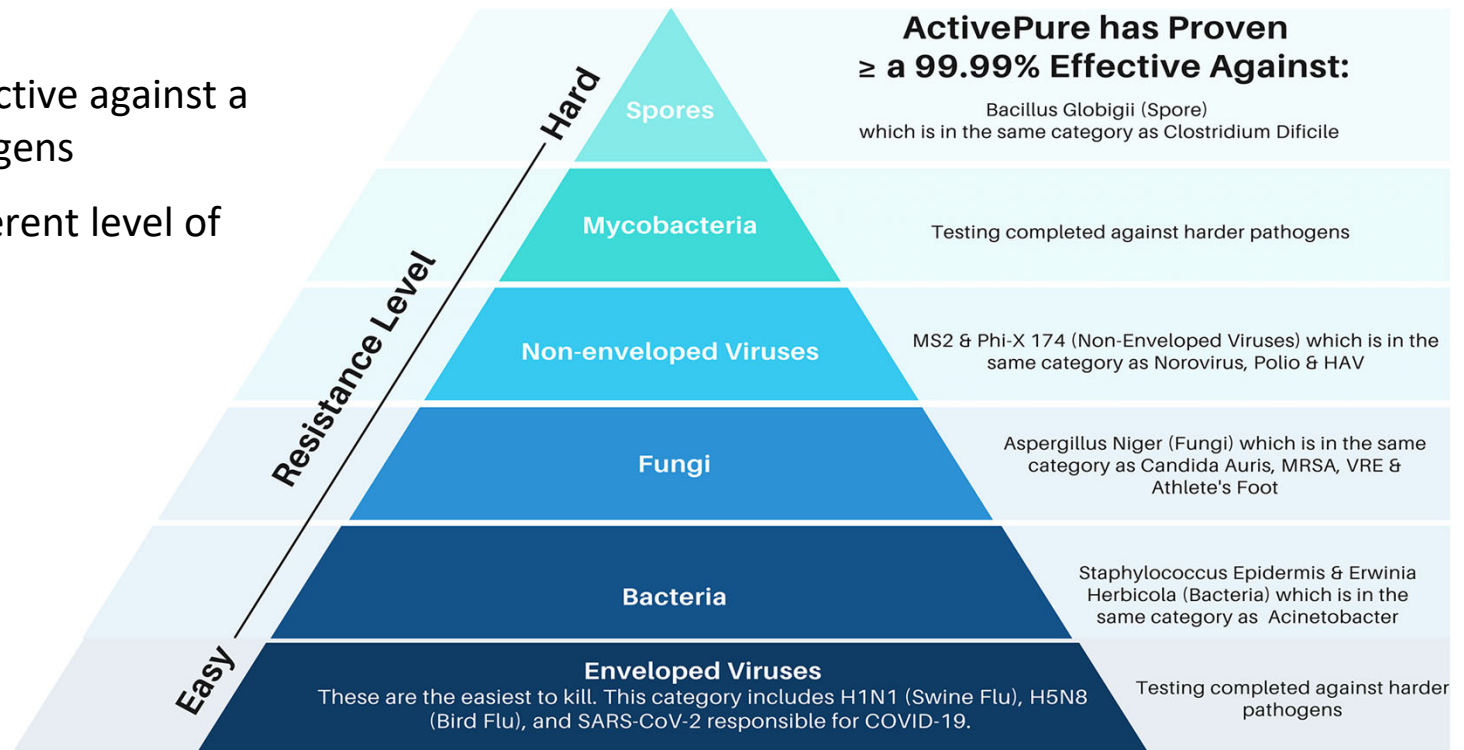 ctive against a
gens
erent level of
Resistance Level
Hard
Easy
ActivePure has Proven
≥ a 99.99% Effective Against:
Spores
Bacillus Globigii (Spore)
which is in the same category as Clostridium Dificile
Mycobacteria
Testing completed against harder pathogens
Non-enveloped Viruses
MS2 & Phi-X 174 (Non-Enveloped Viruses) which is in the
same category as Norovirus, Polio & HAV
Fungi
Aspergillus Niger (Fungi) which is in the same
category as Candida Auris, MRSA, VRE &
Athlete's Foot
Bacteria
Staphylococcus Epidermis & Erwinia
Herbicola (Bacteria) which is in the
same category as Acinetobacter
Enveloped Viruses
These are the easiest to kill. This category includes H1N1 (Swine Flu), H5N8
(Bird Flu), and SARS-CoV-2 responsible for COVID-19.
Testing completed against harder
pathogens